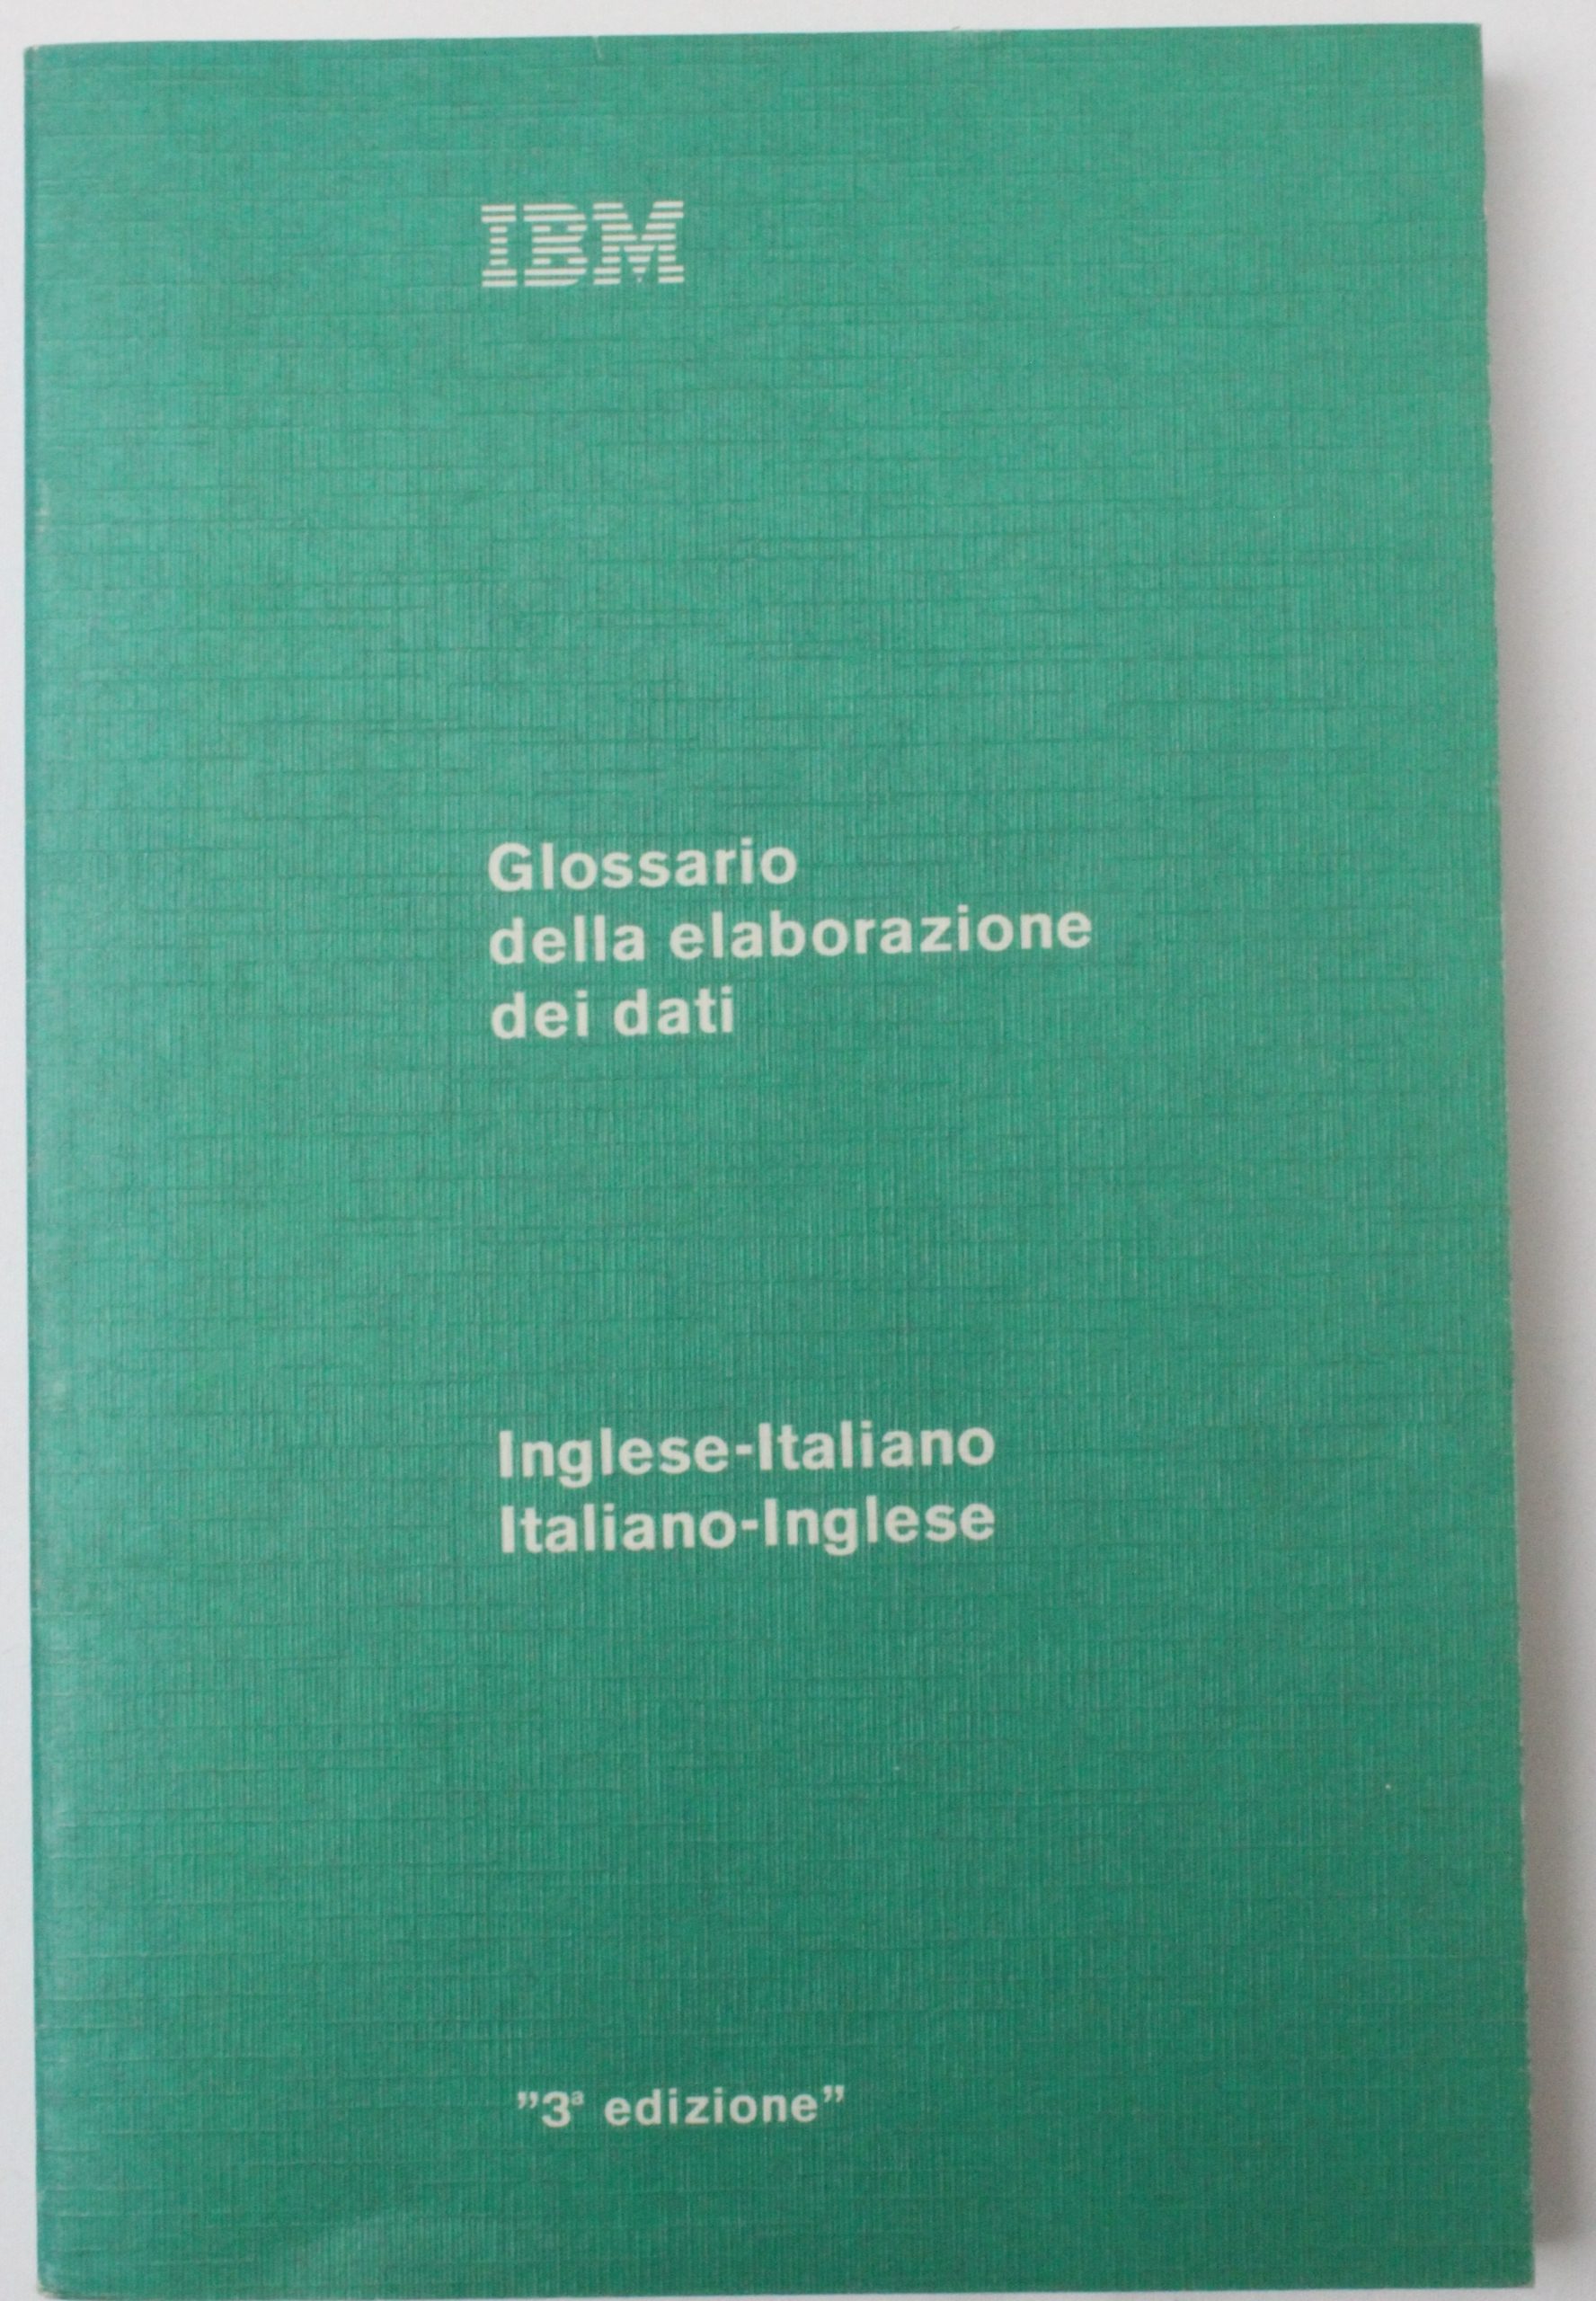 IBM
Glossario
della elaborazione
dei dati
Inglese-Italiano
Italiano-Inglese
”3ª edizione”